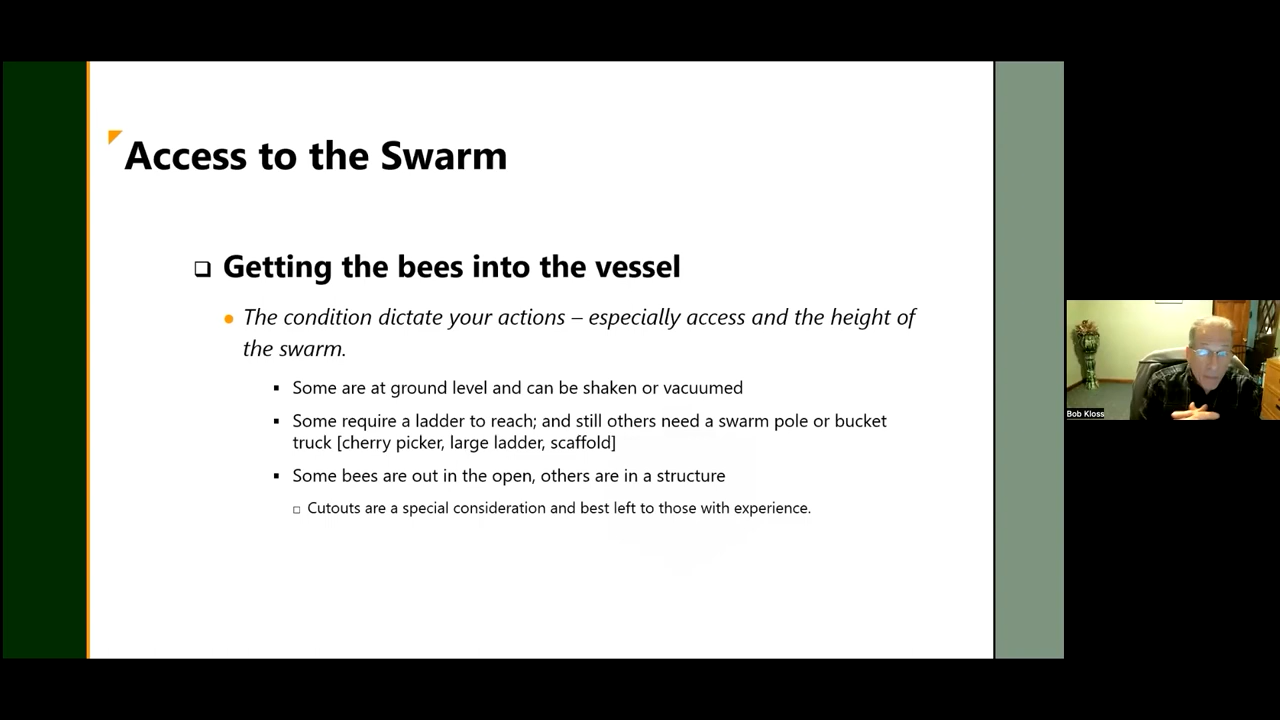 Access to the Swarm
Getting the bees into the vessel
The condition dictate your actions – especially access and the height of
the swarm.
Some are at ground level and can be shaken or vacuumed
Some require a ladder to reach; and still others need a swarm pole or bucket
truck [cherry picker, large ladder, scaffold]
Some bees are out in the open, others are in a structure
Cutouts are a special consideration and best left to those with experience.
Bob Kloss